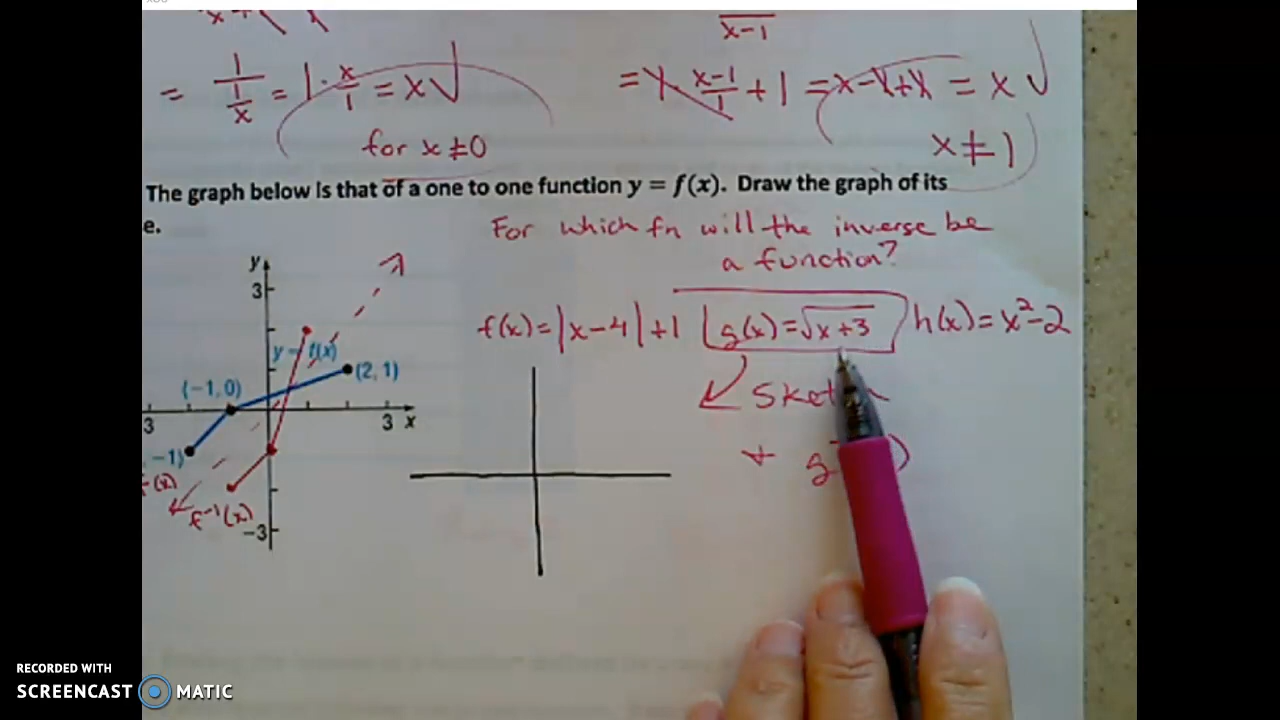 x-1
= 1 / 1/x = 1 · x/1 = x √
= x · x-1/1 + 1 = x-x+x = x √
for x ≠ 0
x ≠ 1
The graph below is that of a one to one function y = f(x). Draw the graph of its
e.
For which fn will the inverse be
a function?
f(x) = |x-4| + 1
g(x) = √x+3
h(x) = x²-2
Sketch
+ g
y
3
y = f(x)
(2, 1)
(-1, 0)
3
3 x
, -1)
f⁻¹(x)
-3
RECORDED WITH
SCREENCAST MATIC